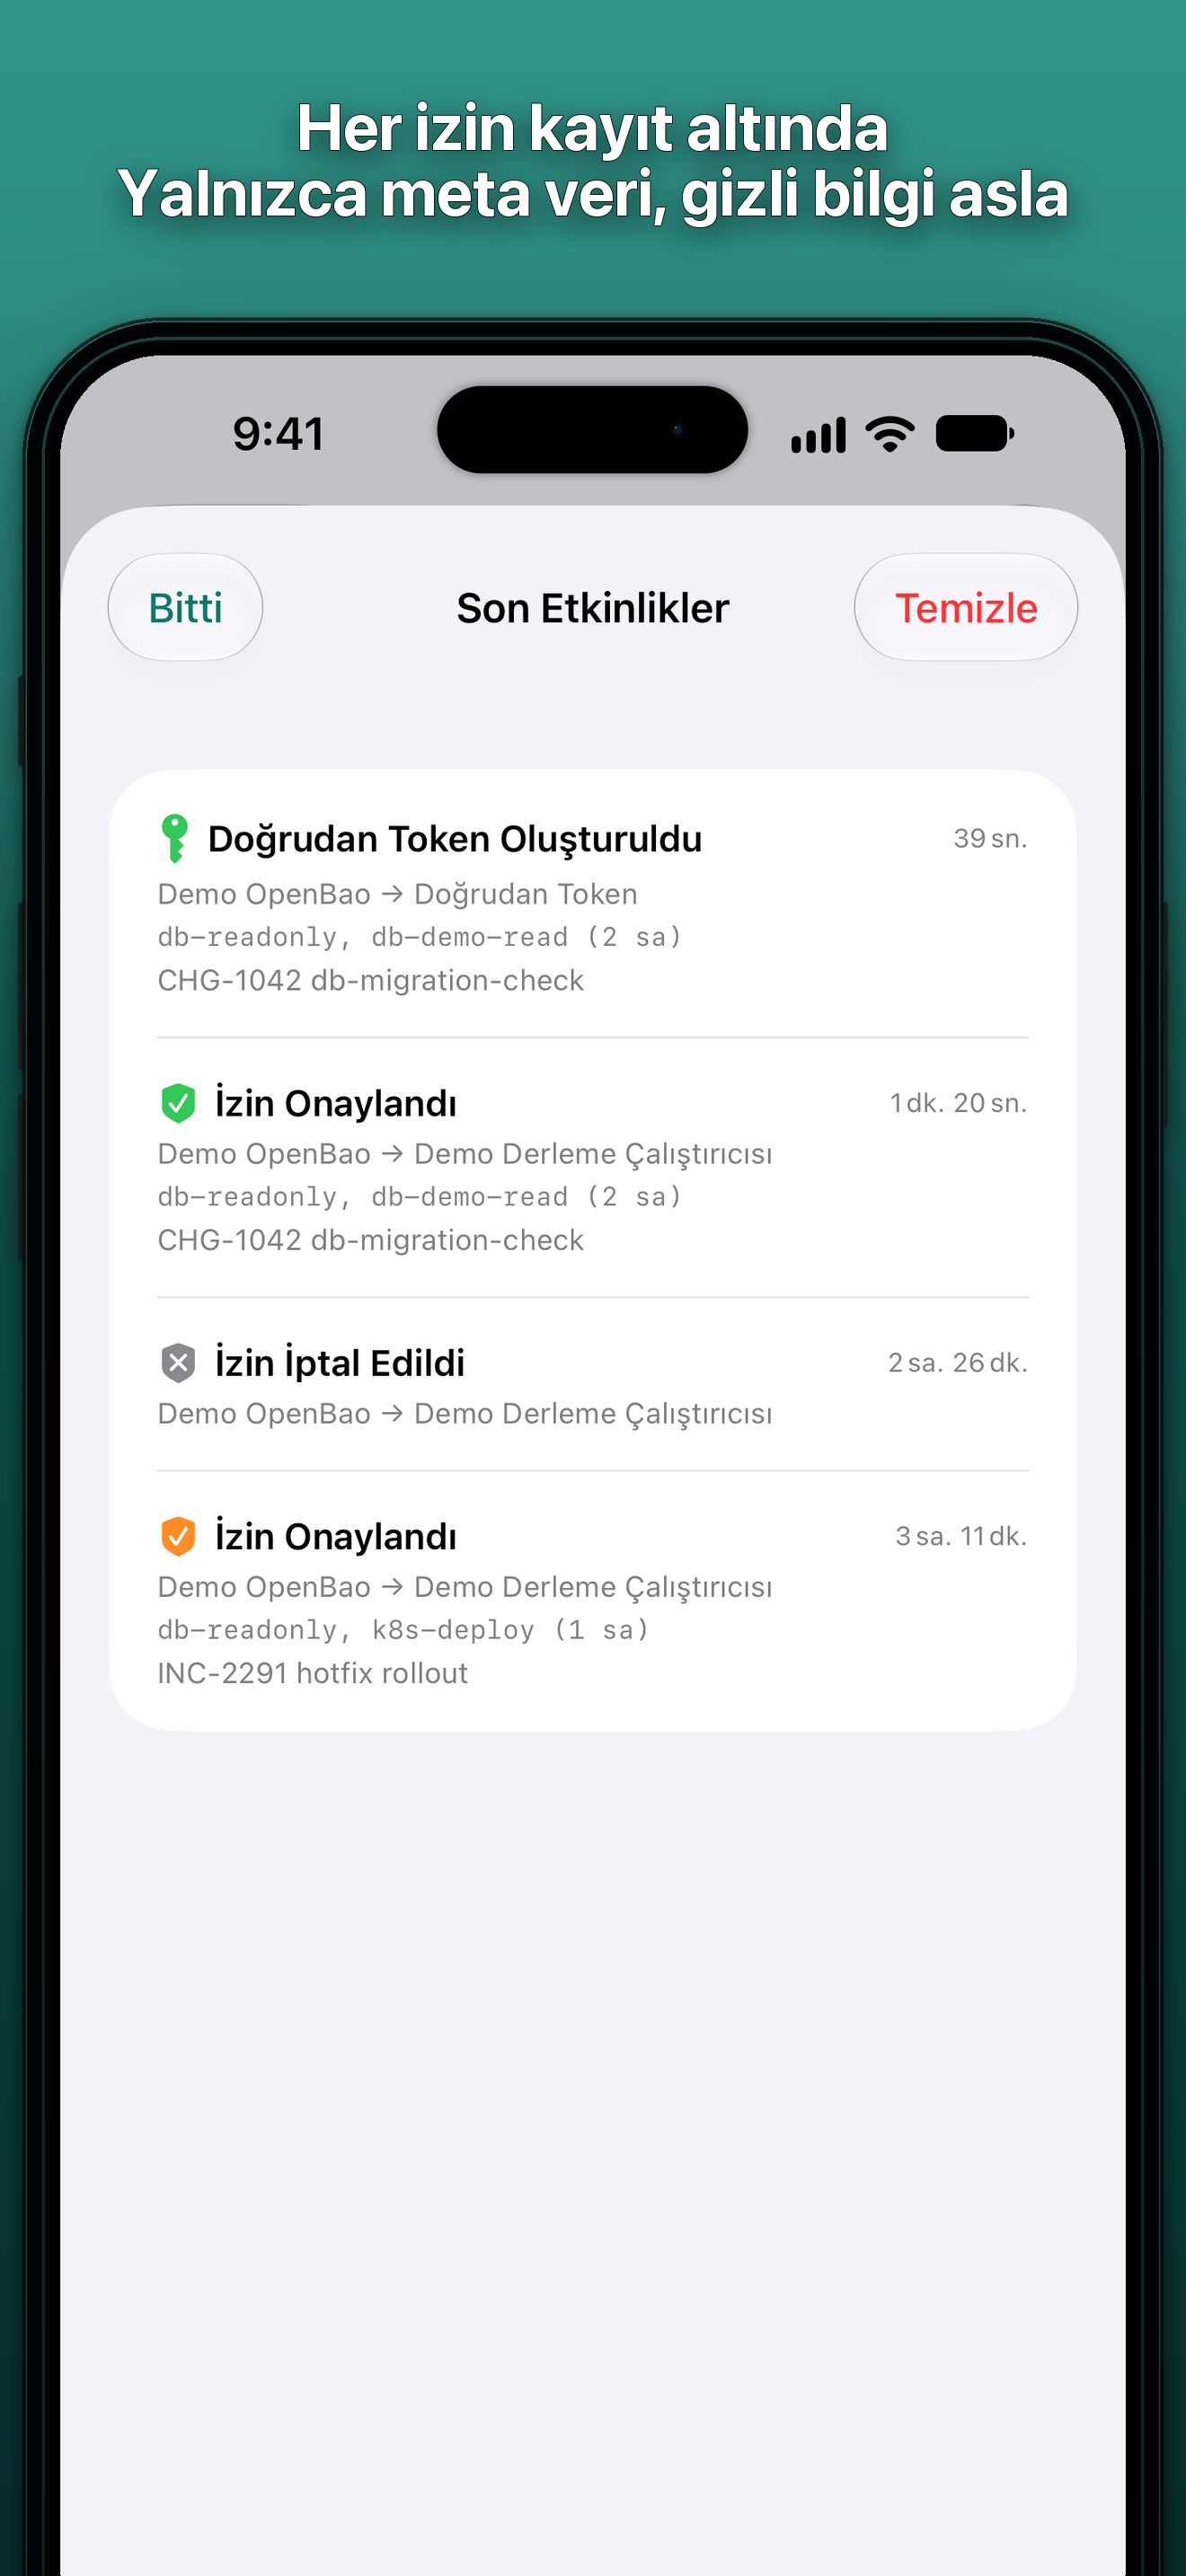 Her izin kayıt altında
Yalnızca meta veri, gizli bilgi asla
9:41
Bitti
Son Etkinlikler
Temizle
Doğrudan Token Oluşturuldu
39 sn.
Demo OpenBao → Doğrudan Token
db-readonly, db-demo-read (2 sa)
CHG-1042 db-migration-check
İzin Onaylandı
1 dk. 20 sn.
Demo OpenBao → Demo Derleme Çalıştırıcısı
db-readonly, db-demo-read (2 sa)
CHG-1042 db-migration-check
İzin İptal Edildi
2 sa. 26 dk.
Demo OpenBao → Demo Derleme Çalıştırıcısı
İzin Onaylandı
3 sa. 11 dk.
Demo OpenBao → Demo Derleme Çalıştırıcısı
db-readonly, k8s-deploy (1 sa)
INC-2291 hotfix rollout